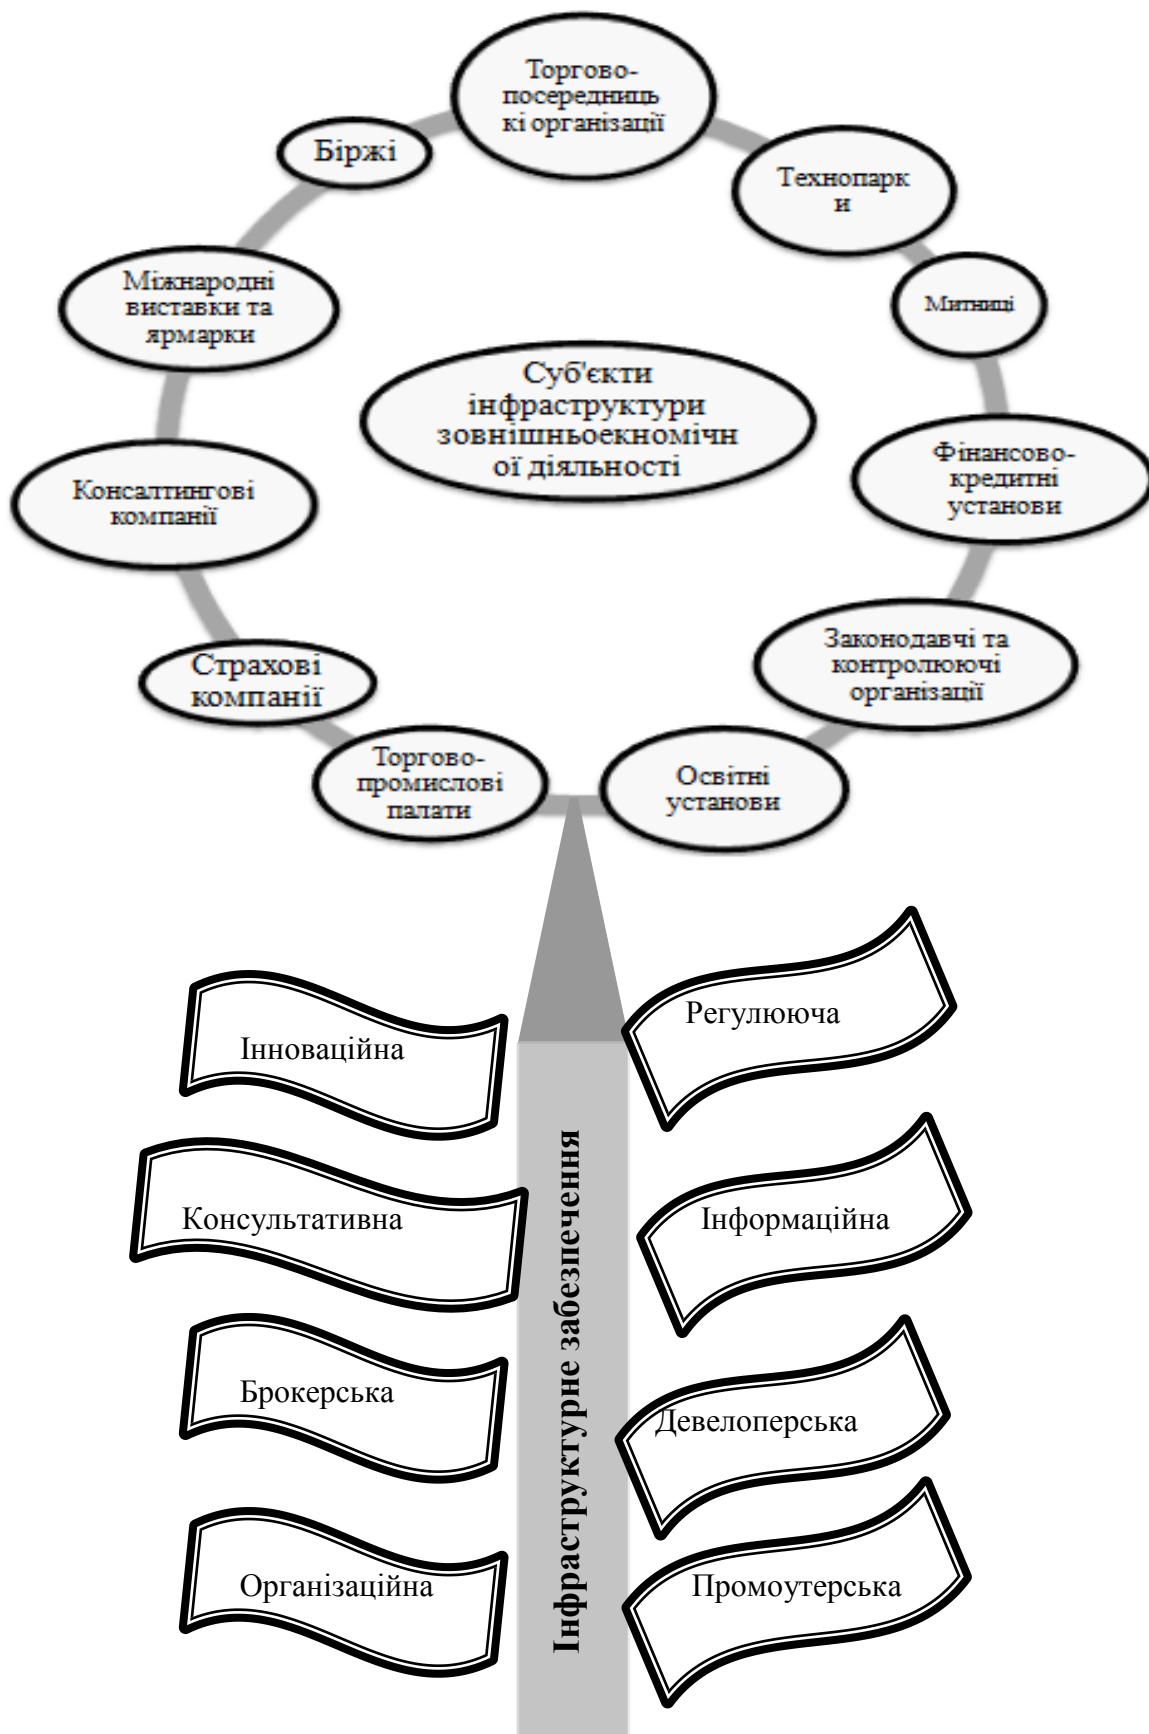 Торгово-
посередниць
кі організації
Біржі
Технопарк
и
Міжнародні
виставки та
ярмарки
Митниці
Суб'єкти
інфраструктури
зовнішньоекномічн
ої діяльності
Фінансово-
кредитні
установи
Консалтингові
компанії
Законодавчі та
контролюючі
організації
Страхові
компанії
Торгово-
промислові
палати
Освітні
установи
Інноваційна
Регулююча
Консультативна
Інформаційна
Брокерська
Девелоперська
Організаційна
Промоутерська
Інфраструктурне забезпечення